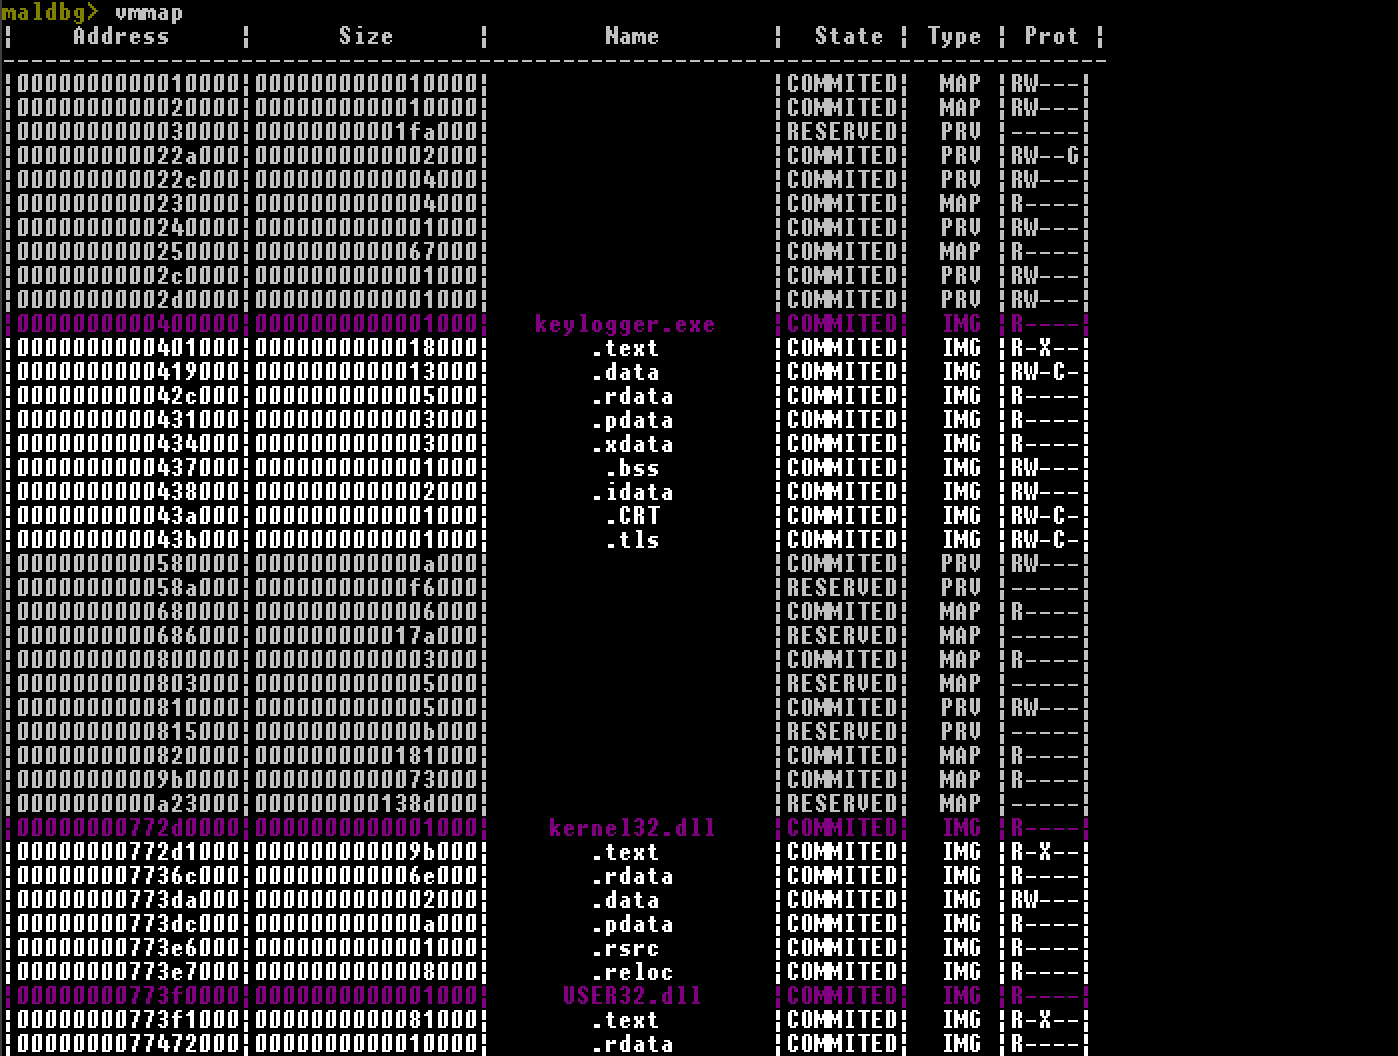 maldbg> vmmap
¦ Address ¦ Size ¦ Name ¦ State ¦ Type ¦ Prot ¦
-------------------------------------------------------------------------------
¦0000000000010000¦0000000000010000¦ ¦COMMITED¦ MAP ¦RW---¦
¦0000000000020000¦0000000000010000¦ ¦COMMITED¦ MAP ¦RW---¦
¦0000000000030000¦00000000001fa000¦ ¦RESERVED¦ PRV ¦-----¦
¦000000000022a000¦0000000000002000¦ ¦COMMITED¦ PRV ¦RW--G¦
¦000000000022c000¦0000000000004000¦ ¦COMMITED¦ PRV ¦RW---¦
¦0000000000230000¦0000000000004000¦ ¦COMMITED¦ MAP ¦R----¦
¦0000000000240000¦0000000000001000¦ ¦COMMITED¦ PRV ¦RW---¦
¦0000000000250000¦0000000000067000¦ ¦COMMITED¦ MAP ¦R----¦
¦00000000002c0000¦0000000000001000¦ ¦COMMITED¦ PRV ¦RW---¦
¦00000000002d0000¦0000000000001000¦ ¦COMMITED¦ PRV ¦RW---¦
¦0000000000400000¦0000000000001000¦ keylogger.exe ¦COMMITED¦ IMG ¦R----¦
¦0000000000401000¦0000000000018000¦ .text ¦COMMITED¦ IMG ¦R-X--¦
¦0000000000419000¦0000000000013000¦ .data ¦COMMITED¦ IMG ¦RW-C-¦
¦000000000042c000¦0000000000005000¦ .rdata ¦COMMITED¦ IMG ¦R----¦
¦0000000000431000¦0000000000003000¦ .pdata ¦COMMITED¦ IMG ¦R----¦
¦0000000000434000¦0000000000003000¦ .xdata ¦COMMITED¦ IMG ¦R----¦
¦0000000000437000¦0000000000001000¦ .bss ¦COMMITED¦ IMG ¦RW---¦
¦0000000000438000¦0000000000002000¦ .idata ¦COMMITED¦ IMG ¦RW---¦
¦000000000043a000¦0000000000001000¦ .CRT ¦COMMITED¦ IMG ¦RW-C-¦
¦000000000043b000¦0000000000001000¦ .tls ¦COMMITED¦ IMG ¦RW-C-¦
¦0000000000580000¦000000000000a000¦ ¦COMMITED¦ PRV ¦RW---¦
¦000000000058a000¦00000000000f6000¦ ¦RESERVED¦ PRV ¦-----¦
¦0000000000680000¦0000000000006000¦ ¦COMMITED¦ MAP ¦R----¦
¦0000000000686000¦000000000017a000¦ ¦RESERVED¦ MAP ¦-----¦
¦0000000000800000¦0000000000003000¦ ¦COMMITED¦ MAP ¦R----¦
¦0000000000803000¦0000000000005000¦ ¦RESERVED¦ MAP ¦-----¦
¦0000000000810000¦0000000000005000¦ ¦COMMITED¦ PRV ¦RW---¦
¦0000000000815000¦000000000000b000¦ ¦RESERVED¦ PRV ¦-----¦
¦0000000000820000¦0000000000181000¦ ¦COMMITED¦ MAP ¦R----¦
¦00000000009b0000¦0000000000073000¦ ¦COMMITED¦ MAP ¦R----¦
¦0000000000a23000¦000000000138d000¦ ¦RESERVED¦ MAP ¦-----¦
¦00000000772d0000¦0000000000001000¦ kernel32.dll ¦COMMITED¦ IMG ¦R----¦
¦00000000772d1000¦000000000009b000¦ .text ¦COMMITED¦ IMG ¦R-X--¦
¦000000007736c000¦000000000006e000¦ .rdata ¦COMMITED¦ IMG ¦R----¦
¦00000000773da000¦0000000000002000¦ .data ¦COMMITED¦ IMG ¦RW---¦
¦00000000773dc000¦000000000000a000¦ .pdata ¦COMMITED¦ IMG ¦R----¦
¦00000000773e6000¦0000000000001000¦ .rsrc ¦COMMITED¦ IMG ¦R----¦
¦00000000773e7000¦0000000000008000¦ .reloc ¦COMMITED¦ IMG ¦R----¦
¦00000000773f0000¦0000000000001000¦ USER32.dll ¦COMMITED¦ IMG ¦R----¦
¦00000000773f1000¦0000000000081000¦ .text ¦COMMITED¦ IMG ¦R-X--¦
¦0000000077472000¦0000000000010000¦ .rdata ¦COMMITED¦ IMG ¦R----¦